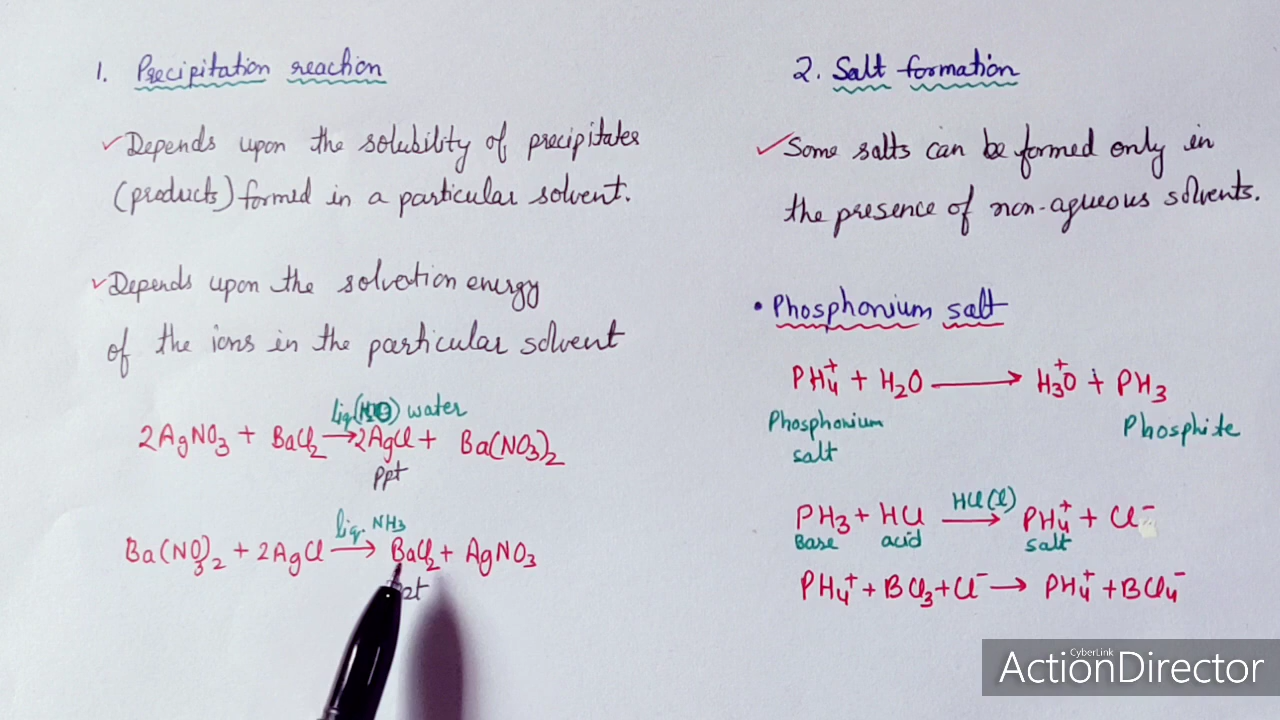 1. Precipitation reaction
✓Depends upon the solubility of precipitates
(products) formed in a particular solvent.
✓Depends upon the solvation energy
of the ions in the particular solvent
liq() water
2AgNO₃ + BaCl₂ → 2AgCl + Ba(NO₃)₂
ppt
liq. NH₃
Ba(NO₃)₂ + 2AgCl → BaCl₂ + AgNO₃
2. Salt formation
✓Some salts can be formed only in
the presence of non-aqueous solvents.
• Phosphonium salt
PH₄⁺ + H₂O → H₃O⁺ + PH₃
Phosphonium Phosphite
salt
HCl(l)
PH₃ + HCl → PH₄⁺ + Cl⁻
Base acid salt
PH₄⁺ + BCl₃ + Cl⁻ → PH₄⁺ + BCl₄⁻
CyberLink
ActionDirector